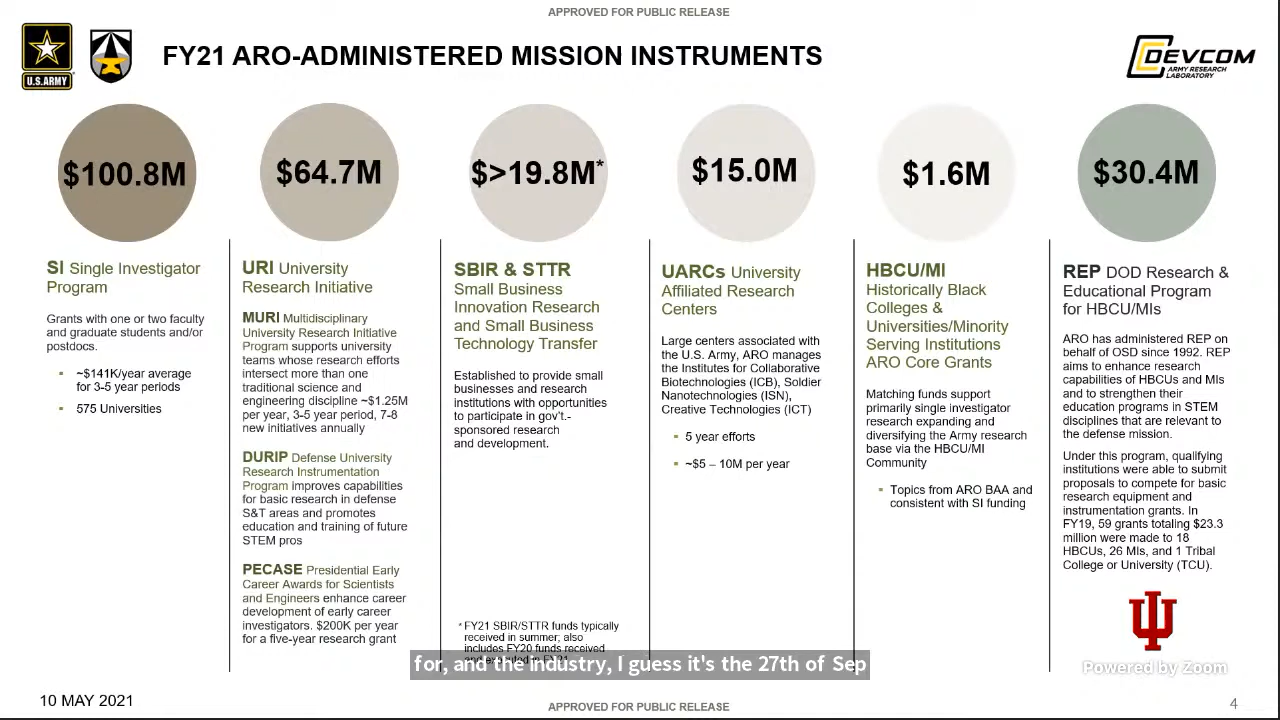 APPROVED FOR PUBLIC RELEASE
U.S.ARMY
FY21 ARO-ADMINISTERED MISSION INSTRUMENTS
DEVCOM
ARMY RESEARCH
LABORATORY
$100.8M
SI Single Investigator
Program
Grants with one or two faculty
and graduate students and/or
postdocs.
~$141K/year average
for 3-5 year periods
575 Universities
$64.7M
URI University
Research Initiative
MURI Multidisciplinary
University Research Initiative
Program supports university
teams whose research efforts
intersect more than one
traditional science and
engineering discipline ~$1.25M
per year, 3-5 year period, 7-8
new initiatives annually
DURIP Defense University
Research Instrumentation
Program improves capabilities
for basic research in defense
S&T areas and promotes
education and training of future
STEM pros
PECASE Presidential Early
Career Awards for Scientists
and Engineers enhance career
development of early career
investigators. $200K per year
for a five-year research grant
$>19.8M*
SBIR & STTR
Small Business
Innovation Research
and Small Business
Technology Transfer
Established to provide small
businesses and research
institutions with opportunities
to participate in gov't.-
sponsored research
and development.
* FY21 SBIR/STTR funds typically
received in summer; also
includes FY20 funds received
$15.0M
UARCs University
Affiliated Research
Centers
Large centers associated with
the U.S. Army, ARO manages
the Institutes for Collaborative
Biotechnologies (ICB), Soldier
Nanotechnologies (ISN),
Creative Technologies (ICT)
5 year efforts
~$5 – 10M per year
$1.6M
HBCU/MI
Historically Black
Colleges &
Universities/Minority
Serving Institutions
ARO Core Grants
Matching funds support
primarily single investigator
research expanding and
diversifying the Army research
base via the HBCU/MI
Community
Topics from ARO BAA and
consistent with SI funding
$30.4M
REP DOD Research &
Educational Program
for HBCU/MIs
ARO has administered REP on
behalf of OSD since 1992. REP
aims to enhance research
capabilities of HBCUs and MIs
and to strengthen their
education programs in STEM
disciplines that are relevant to
the defense mission.
Under this program, qualifying
institutions were able to submit
proposals to compete for basic
research equipment and
instrumentation grants. In
FY19, 59 grants totaling $23.3
million were made to 18
HBCUs, 26 MIs, and 1 Tribal
College or University (TCU).
for, and the industry, I guess it's the 27th of Sep
Powered by Zoom
10 MAY 2021
APPROVED FOR PUBLIC RELEASE
4